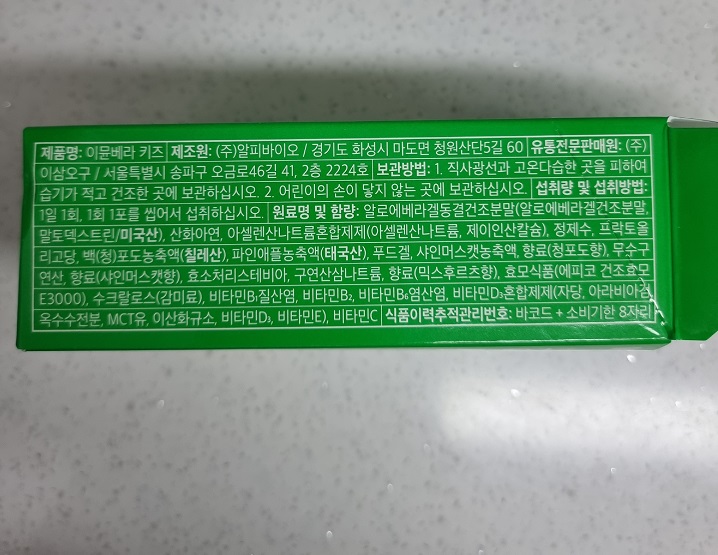 제품명: 이뮨베라 키즈 제조원: (주)알피바이오 / 경기도 화성시 마도면 청원산단5길 60 유통전문판매원: (주)
이삼오구 / 서울특별시 송파구 오금로46길 41, 2층 2224호 보관방법: 1. 직사광선과 고온다습한 곳을 피하여
습기가 적고 건조한 곳에 보관하십시오. 2. 어린이의 손이 닿지 않는 곳에 보관하십시오. 섭취량 및 섭취방법:
1일 1회, 1회 1포를 씹어서 섭취하십시오. 원료명 및 함량: 알로에베라겔동결건조분말(알로에베라겔건조분말,
말토덱스트린/미국산), 산화아연, 아셀렌산나트륨혼합제제(아셀렌산나트륨, 제이인산칼슘), 정제수, 프락토올
리고당, 백(청)포도농축액(칠레산), 파인애플농축액(태국산), 푸드겔, 샤인머스캣농축액, 향료(청포도향), 무수구
연산, 향료(샤인머스캣향), 효소처리스테비아, 구연산삼나트륨, 향료(믹스후르츠향), 효모식품(에피코 건조효모
E3000), 수크랄로스(감미료), 비타민B₁질산염, 비타민B₂, 비타민B₆염산염, 비타민D₃혼합제제(자당, 아라비아검,
옥수수전분, MCT유, 이산화규소, 비타민D₃, 비타민E), 비타민C 식품이력추적관리번호: 바코드 + 소비기한 8자리